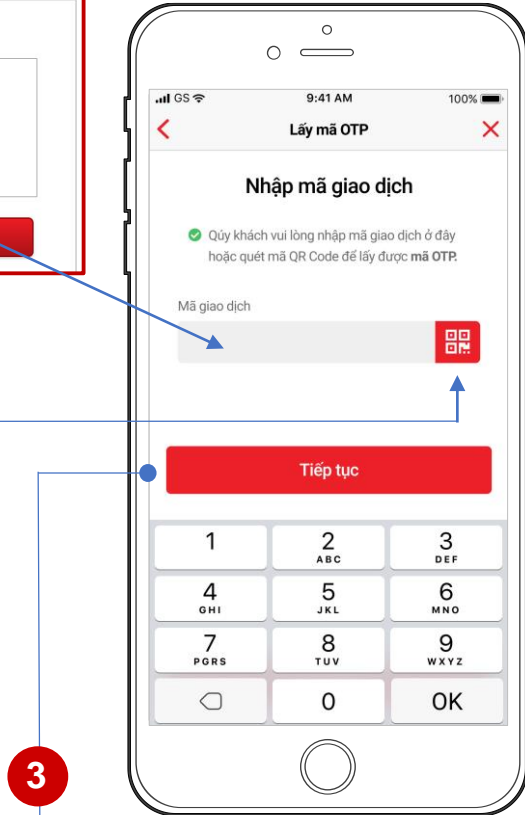 GS
9:41 AM
100%
Lấy mã OTP
Nhập mã giao dịch
Qúy khách vui lòng nhập mã giao dịch ở đây
hoặc quét mã QR Code để lấy được mã OTP.
Mã giao dịch
Tiếp tục
1
2
ABC
3
DEF
4
GHI
5
JKL
6
MNO
7
PGRS
8
TUV
9
WXYZ
0
OK
3